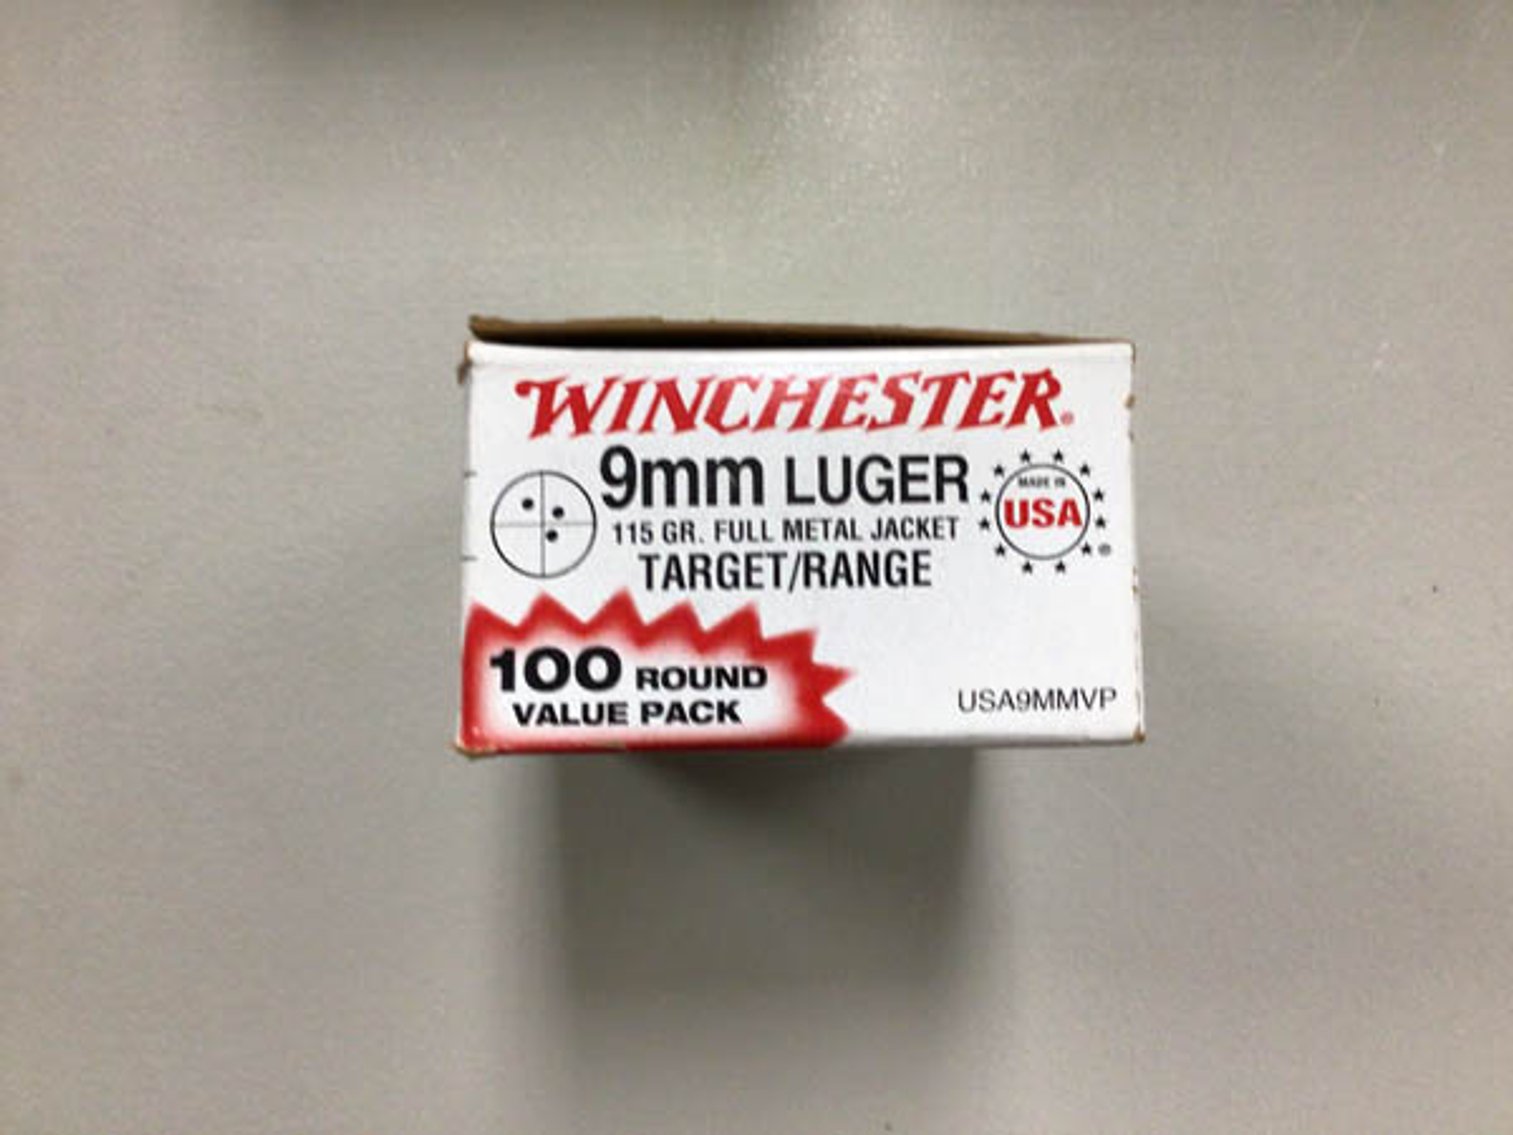 WINCHESTER®
9mm LUGER
115 GR. FULL METAL JACKET
TARGET/RANGE
MADE IN
USA
®
100 ROUND
VALUE PACK
USA9MMVP